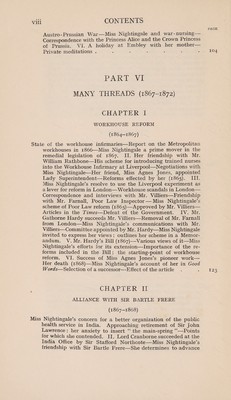 viii CONTENTS
PAGE
Austro-Prussian War—Miss Nightingale and war-nursing—
Correspondence with the Princess Alice and the Crown Princess
of Prussia. VI. A holiday at Embley with her mother—
Private meditations . . . . . 104
PART VI
MANY THREADS (1867-1872)
CHAPTER I
WORKHOUSE REFORM
(1864-1867)
State of the workhouse infirmaries—Report on the Metropolitan
workhouses in 1866—Miss Nightingale a prime mover in the
remedial legislation of 1867. II. Her friendship with Mr.
William Rathbone—His scheme for introducing trained nurses
into the Workhouse Infirmary at Liverpool—Negotiations with
Miss Nightingale—Her friend, Miss Agnes Jones, appointed
Lady Superintendent—Reforms effected by her (1865). III.
Miss Nightingale's resolve to use the Liverpool experiment as
a lever for reform in London—Workhouse scandals in London—
Correspondence and interviews with Mr. Villiers—Friendship
with Mr. Farnall, Poor Law Inspector—Miss Nightingale's
scheme of Poor Law reform (1865)—Approved by Mr. Villiers—
Articles in the Times—Defeat of the Government. IV. Mr.
Gathorne Hardy succeeds Mr. Villiers—Removal of Mr. Farnall
from London—Miss Nightingale's communications with Mr.
Villiers—Committee appointed by Mr. Hardy—Miss Nightingale
invited to express her views; outlines her scheme in a Memor-
andum. V. Mr. Hardy's Bill (1867)—Various views of it—Miss
Nightingale's efforts for its extension—Importance of the re-
forms included in the Bill; the starting-point of workhouse
reform. VI. Success of Miss Agnes Jones's pioneer work—
Her death (1868)—Miss Nightingale's account of her in Good
Words—Selection of a successor—Effect of the article . 123
CHAPTER II
ALLIANCE WITH SIR BARTLE FRERE
(1867-1868)
Miss Nightingale's concern for a better organization of the public
health service in India. Approaching retirement of Sir John
Lawrence: her anxiety to insert "the main-spring"—Points
for which she contended. II. Lord Cranborne succeeded at the
India Office by Sir Stafford Northcote—Miss Nightingale's
friendship with Sir Bartle Frere—She determines to advance